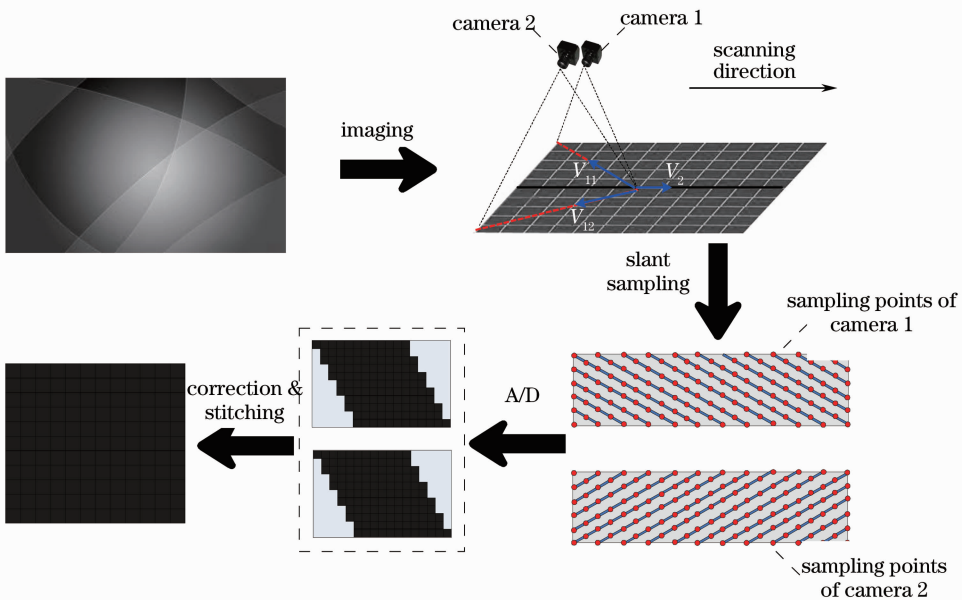 camera 2
camera 1
scanning
direction
imaging
V11
V2
V12
slant
sampling
sampling points of
camera 1
A/D
correction &
stitching
sampling points
of camera 2